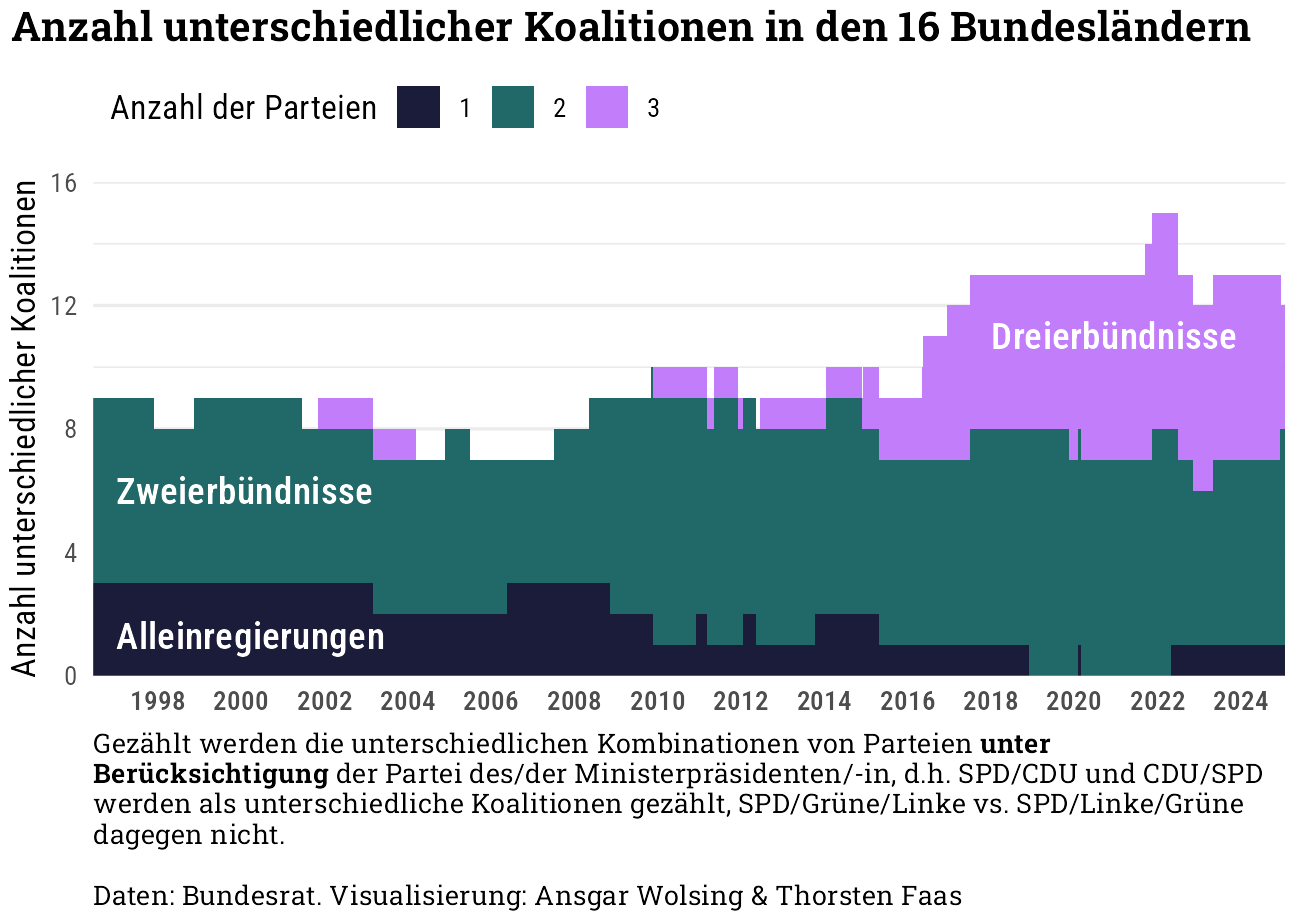 Anzahl unterschiedlicher Koalitionen in den 16 Bundesländern
Anzahl der Parteien 1 2 3
Anzahl unterschiedlicher Koalitionen
16
12
8
4
0
Dreierbündnisse
Zweierbündnisse
Alleinregierungen
1998 2000 2002 2004 2006 2008 2010 2012 2014 2016 2018 2020 2022 2024
Gezählt werden die unterschiedlichen Kombinationen von Parteien unter
Berücksichtigung der Partei des/der Ministerpräsidenten/-in, d.h. SPD/CDU und CDU/SPD
werden als unterschiedliche Koalitionen gezählt, SPD/Grüne/Linke vs. SPD/Linke/Grüne
dagegen nicht.
Daten: Bundesrat. Visualisierung: Ansgar Wolsing & Thorsten Faas